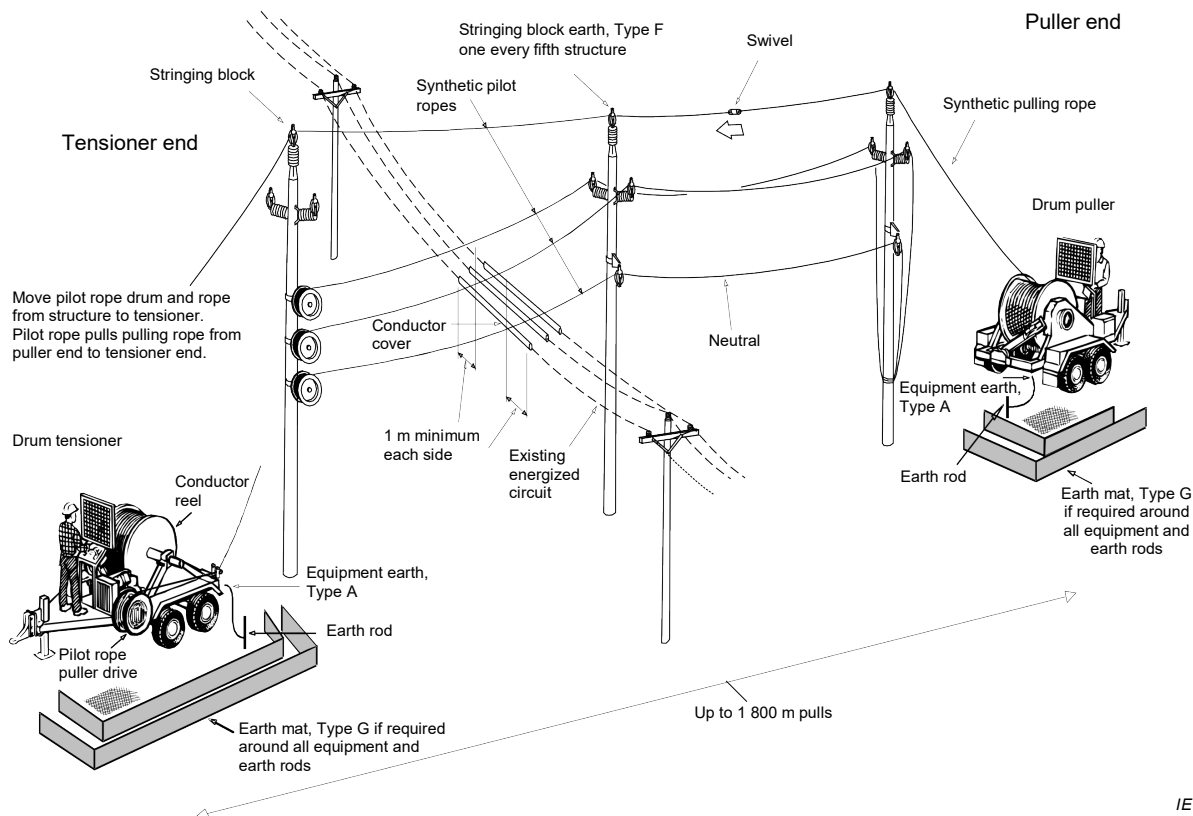 Puller end
Stringing block earth, Type F
one every fifth structure
Swivel
Stringing block
Synthetic pilot
ropes
Synthetic pulling rope
Tensioner end
Drum puller
Move pilot rope drum and rope
from structure to tensioner.
Pilot rope pulls pulling rope from
puller end to tensioner end.
Conductor
cover
Neutral
Equipment earth,
Type A
1 m minimum
each side
Existing
energized
circuit
Earth rod
Earth mat, Type G
if required around
all equipment and
earth rods
Drum tensioner
Conductor
reel
Equipment earth,
Type A
Earth rod
Pilot rope
puller drive
Up to 1 800 m pulls
Earth mat, Type G if required
around all equipment and
earth rods
IE